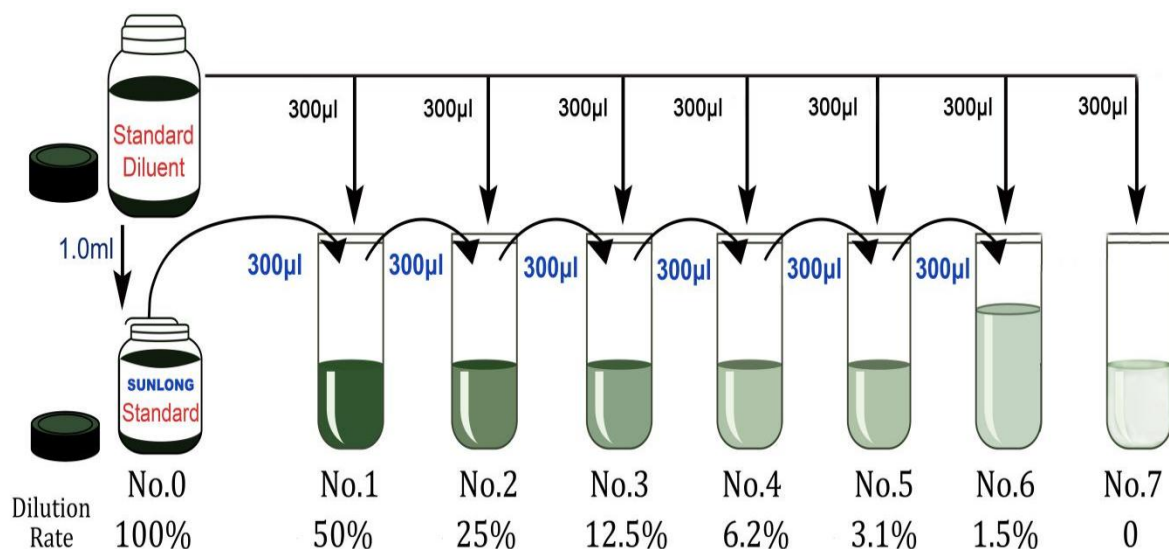 300µl 300µl 300µl 300µl 300µl 300µl 300µl
Standard
Diluent
1.0ml
300µl 300µl 300µl 300µl 300µl 300µl
SUNLONG
Standard
No.0 No.1 No.2 No.3 No.4 No.5 No.6 No.7
Dilution
Rate 100% 50% 25% 12.5% 6.2% 3.1% 1.5% 0